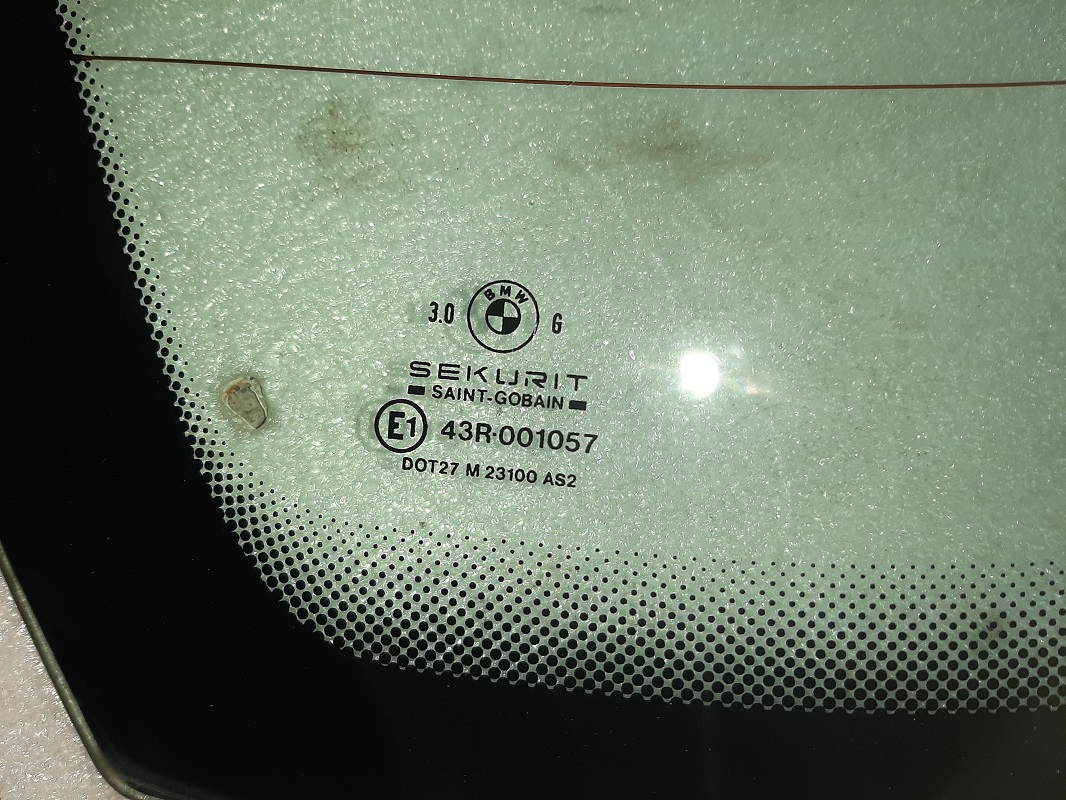 BMW
3.0 G
SEKURIT
SAINT-GOBAIN
E1 43R-001057
DOT27 M 23100 AS2